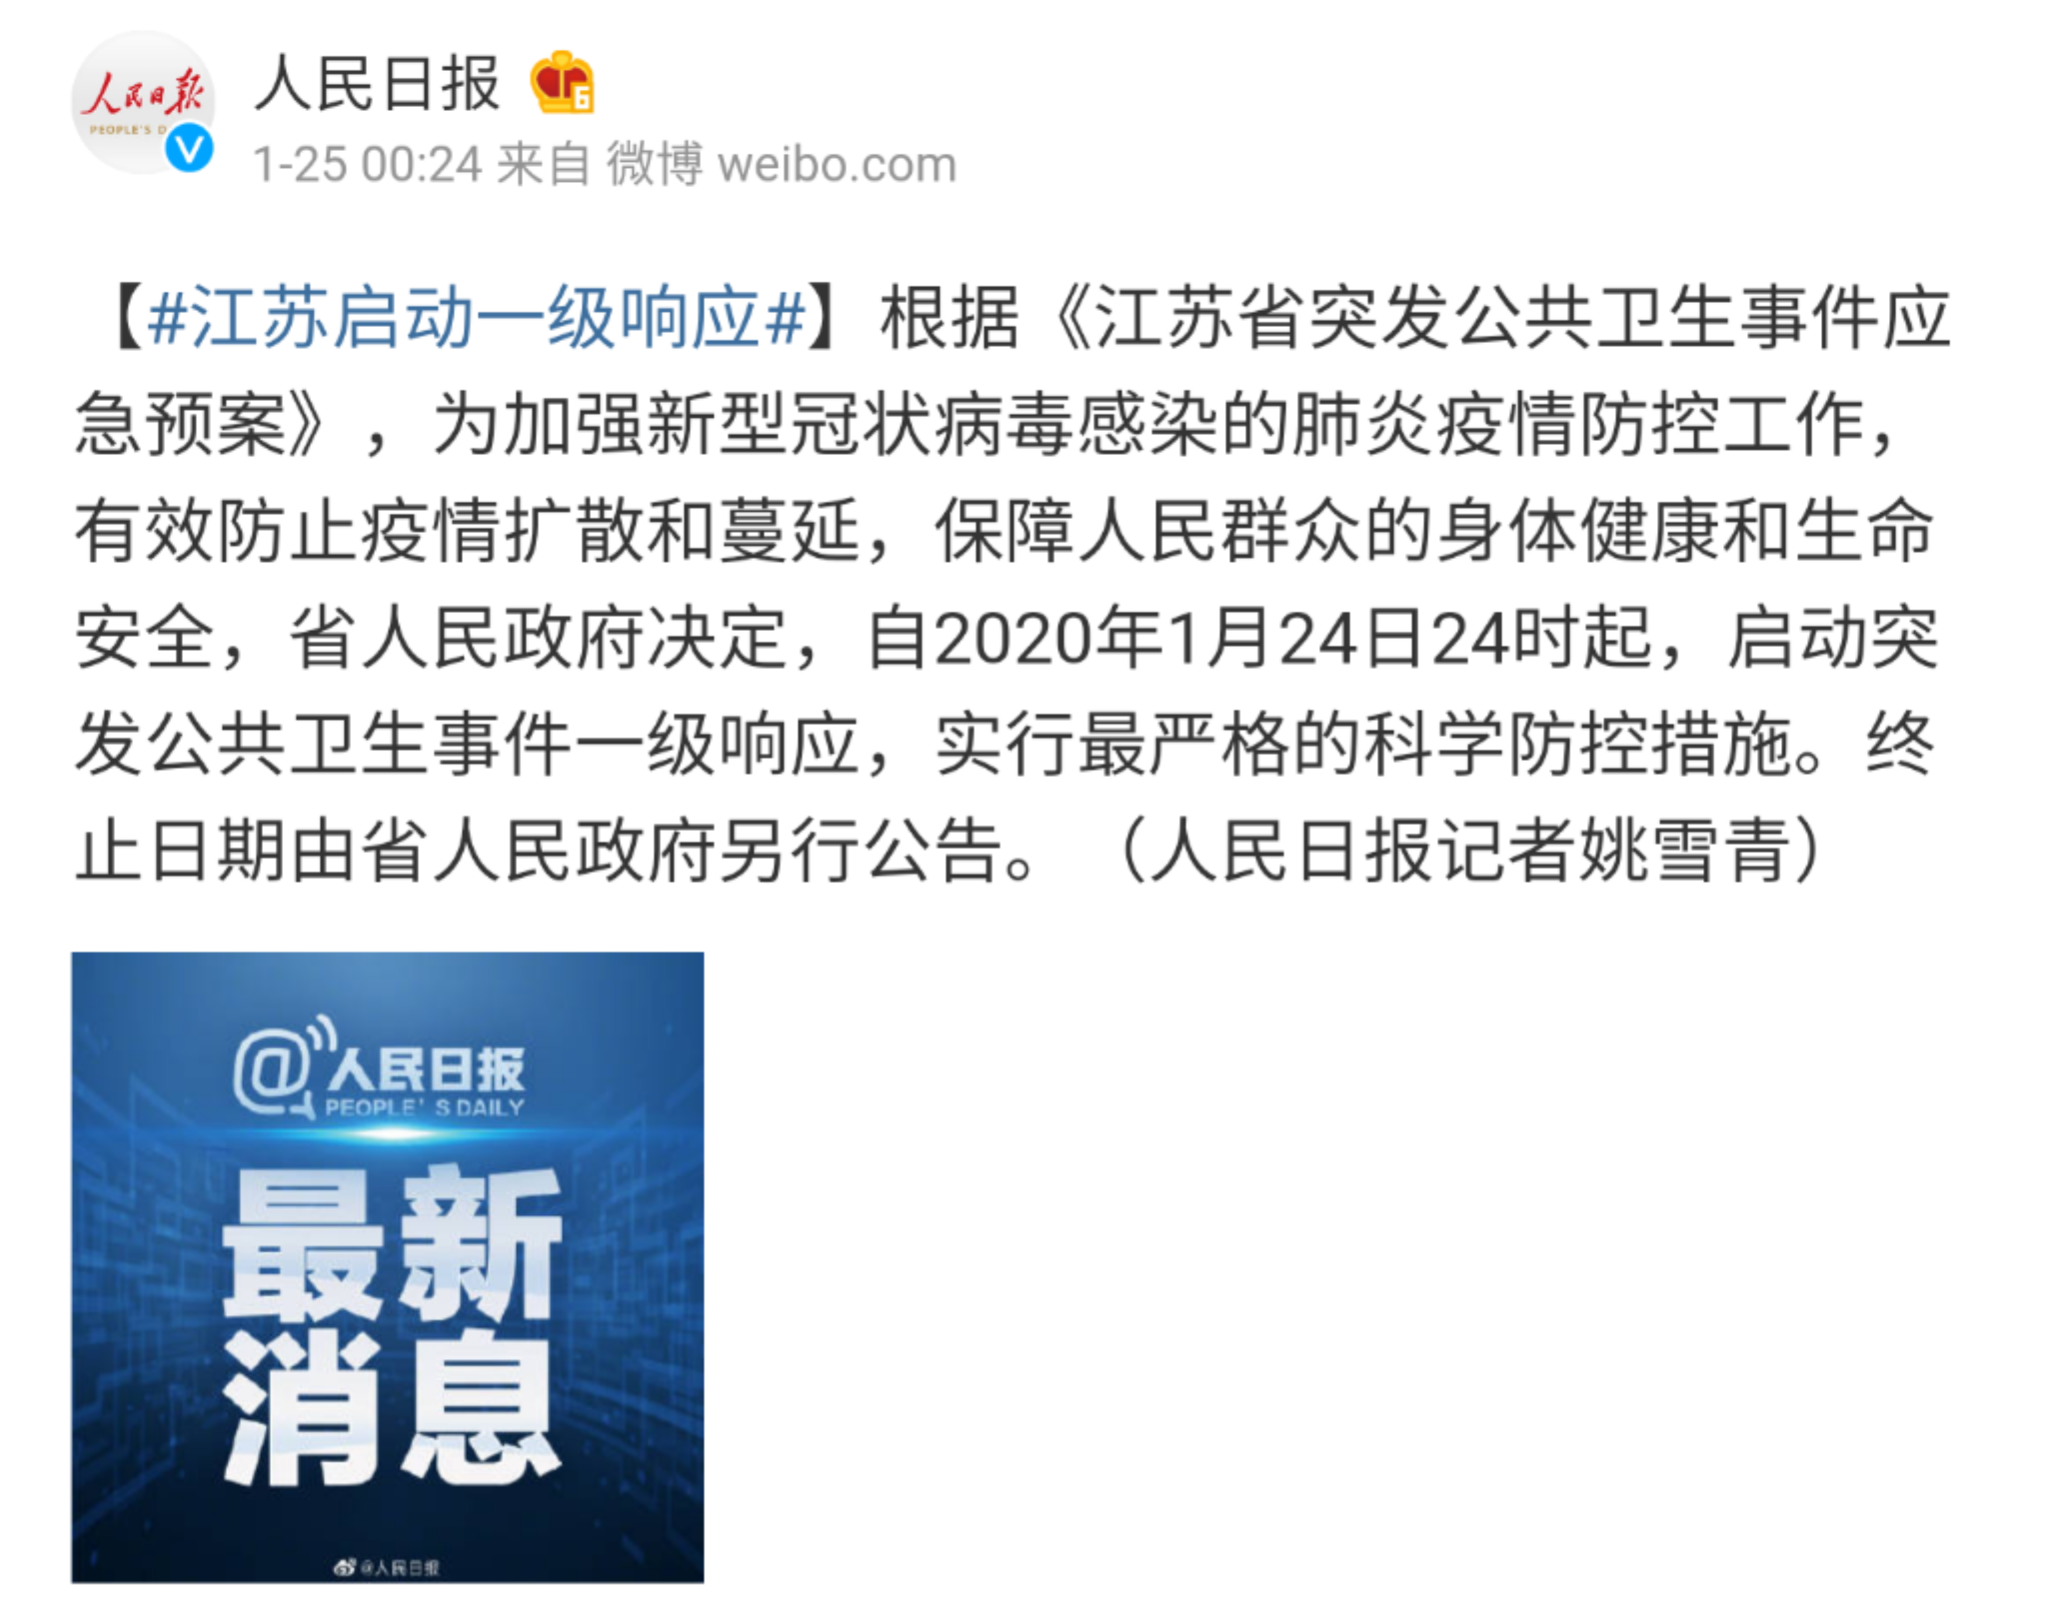 人民日报
PEOPLE'S D
人民日报
6
1-25 00:24 来自 微博 weibo.com
【#江苏启动一级响应#】根据《江苏省突发公共卫生事件应
急预案》，为加强新型冠状病毒感染的肺炎疫情防控工作，
有效防止疫情扩散和蔓延，保障人民群众的身体健康和生命
安全，省人民政府决定，自2020年1月24日24时起，启动突
发公共卫生事件一级响应，实行最严格的科学防控措施。终
止日期由省人民政府另行公告。（人民日报记者姚雪青）
@人民日报
PEOPLE' S DAILY
最新
消息
@人民日报